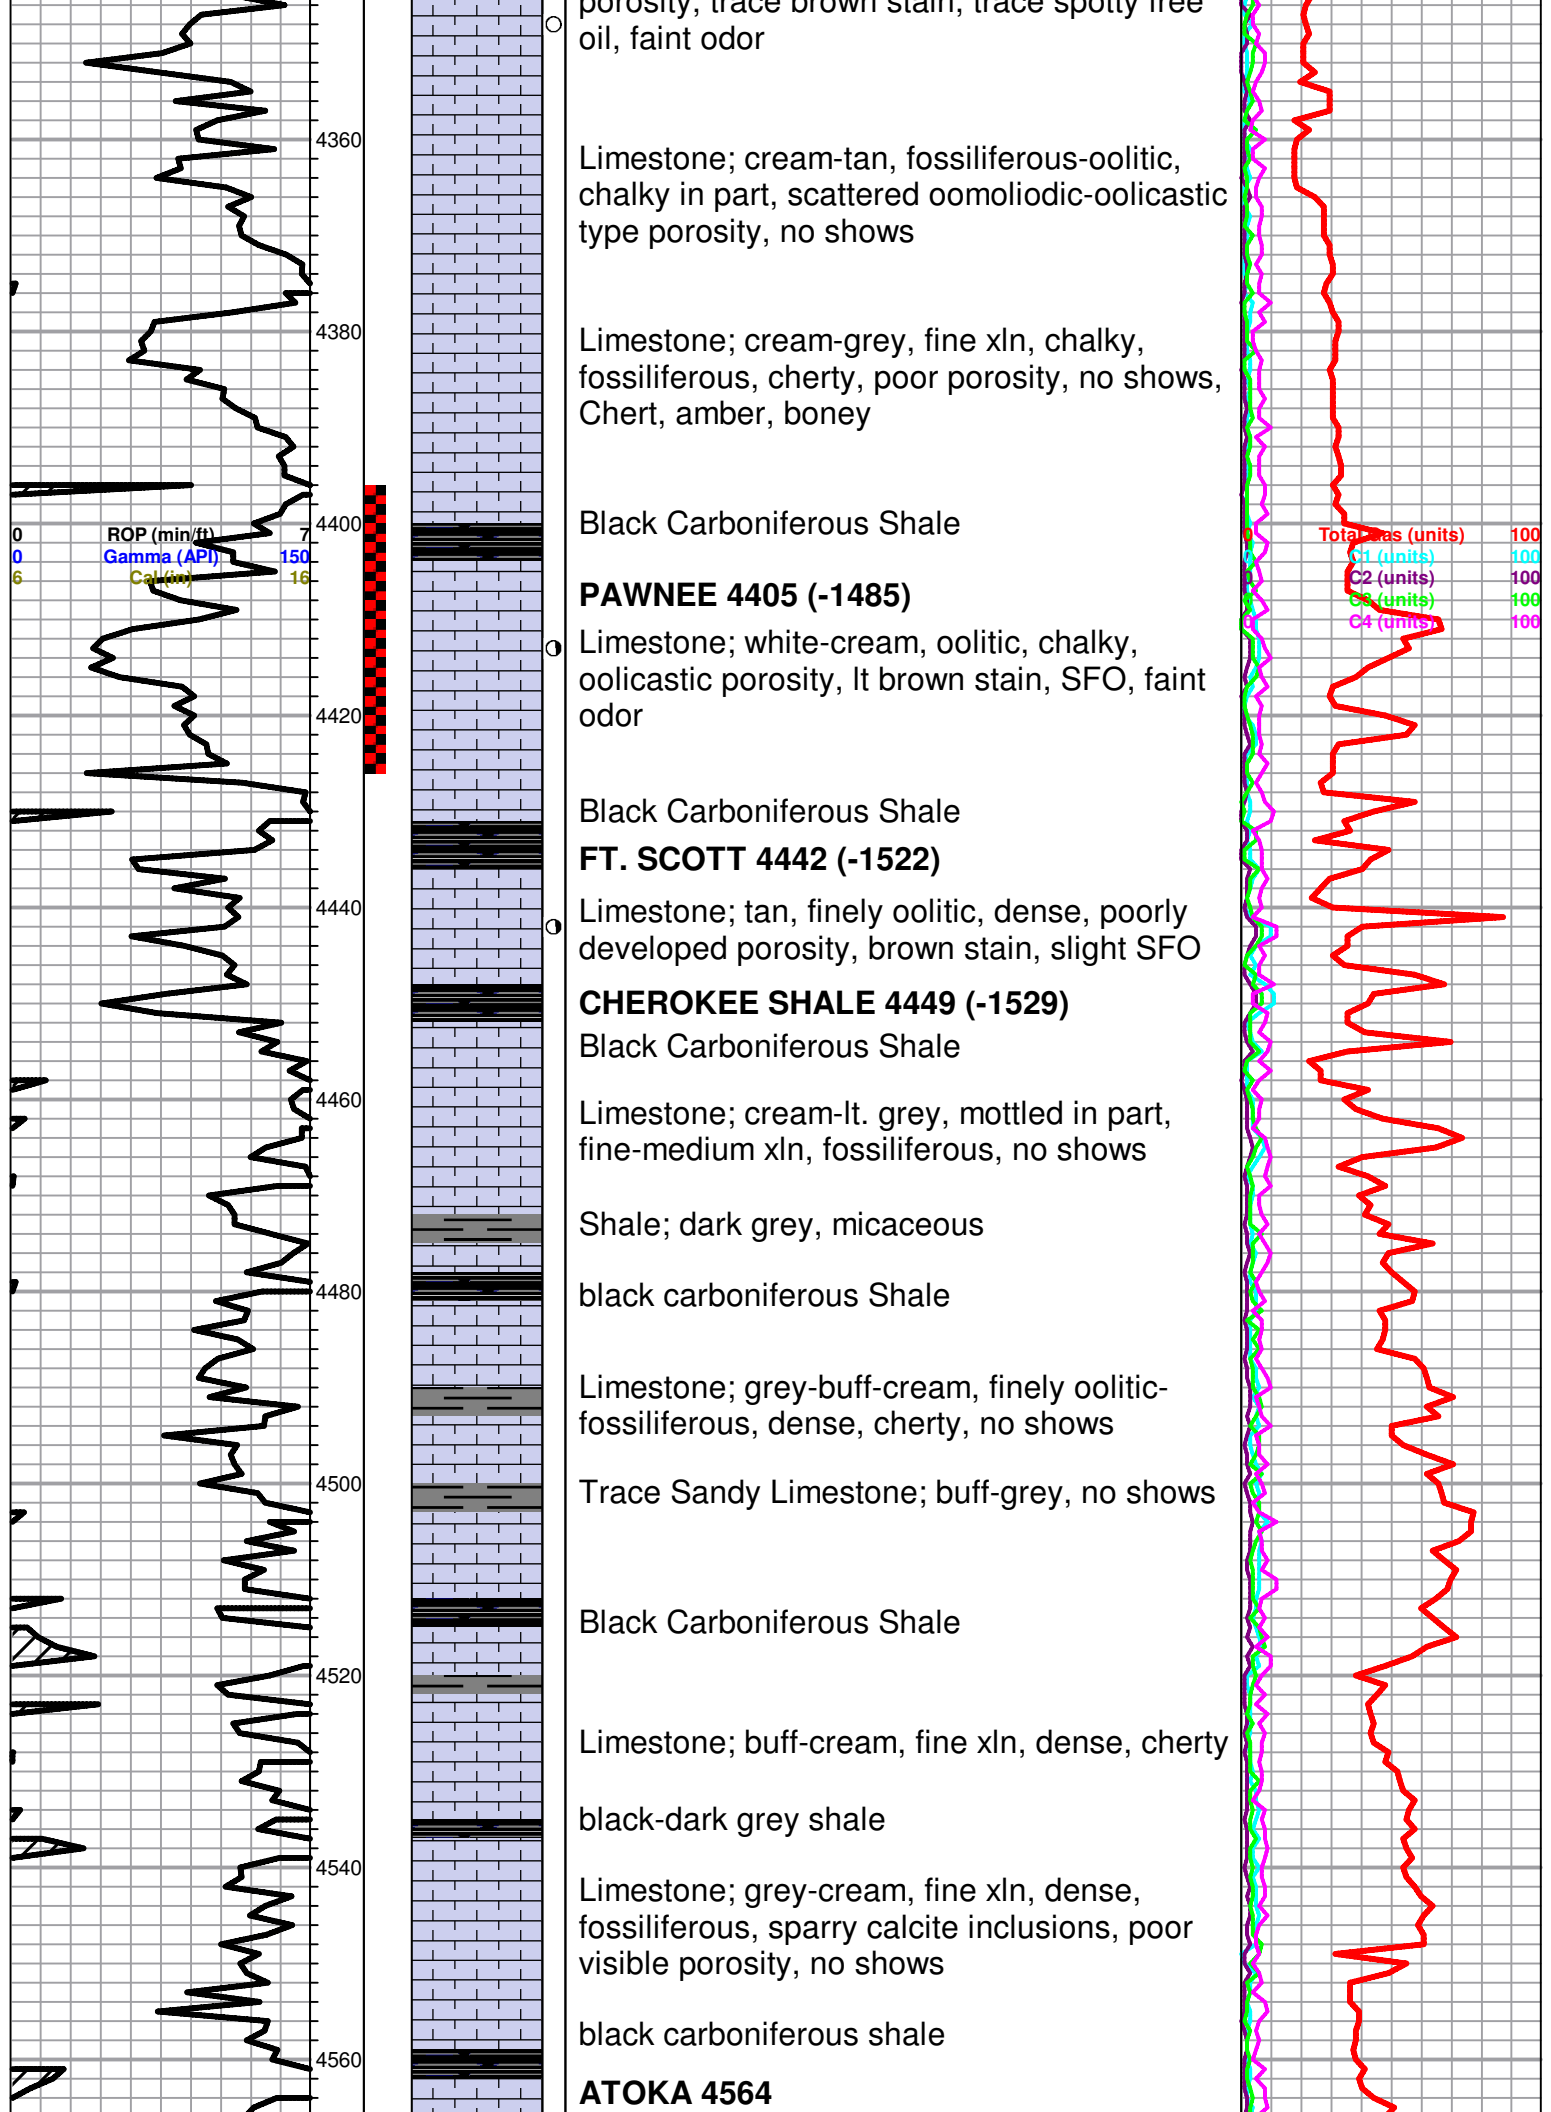 porosity, trace brown stain, trace spotty free
oil, faint odor
4360
Limestone; cream-tan, fossiliferous-oolitic,
chalky in part, scattered oomoliodic-oolicastic
type porosity, no shows
4380
Limestone; cream-grey, fine xln, chalky,
fossiliferous, cherty, poor porosity, no shows,
Chert, amber, boney
4400
Black Carboniferous Shale
0 ROP (min/ft) 7
0 Gamma (API) 150
6 Cal (in) 16
0 Total Gas (units) 100
C1 (units) 100
0 C2 (units) 100
C3 (units) 100
0 C4 (units) 100
PAWNEE 4405 (-1485)
Limestone; white-cream, oolitic, chalky,
oolicastic porosity, lt brown stain, SFO, faint
odor
4420
Black Carboniferous Shale
FT. SCOTT 4442 (-1522)
4440
Limestone; tan, finely oolitic, dense, poorly
developed porosity, brown stain, slight SFO
CHEROKEE SHALE 4449 (-1529)
Black Carboniferous Shale
4460
Limestone; cream-lt. grey, mottled in part,
fine-medium xln, fossiliferous, no shows
Shale; dark grey, micaceous
4480
black carboniferous Shale
Limestone; grey-buff-cream, finely oolitic-
fossiliferous, dense, cherty, no shows
4500
Trace Sandy Limestone; buff-grey, no shows
Black Carboniferous Shale
4520
Limestone; buff-cream, fine xln, dense, cherty
black-dark grey shale
4540
Limestone; grey-cream, fine xln, dense,
fossiliferous, sparry calcite inclusions, poor
visible porosity, no shows
black carboniferous shale
4560
ATOKA 4564